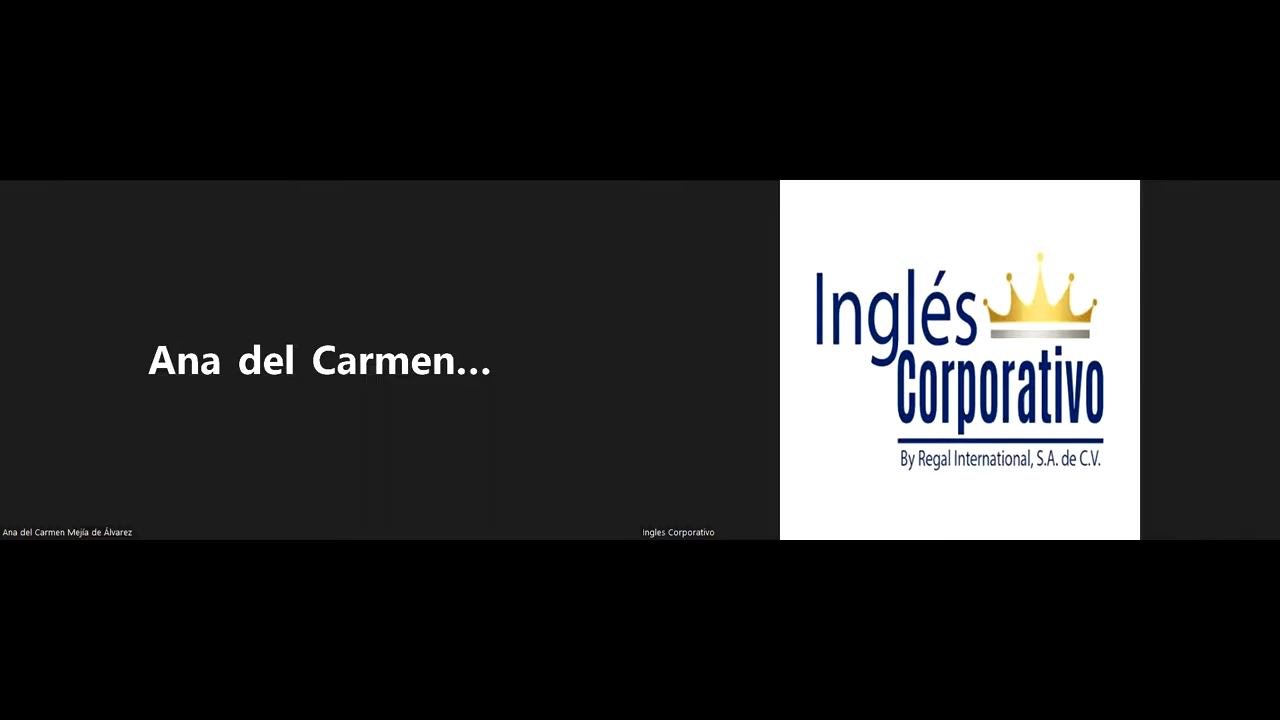 Ana del Carmen...
Ana del Carmen Mejía de Álvarez
Inglés
Corporativo
By Regal International, S.A. de C.V.
Ingles Corporativo